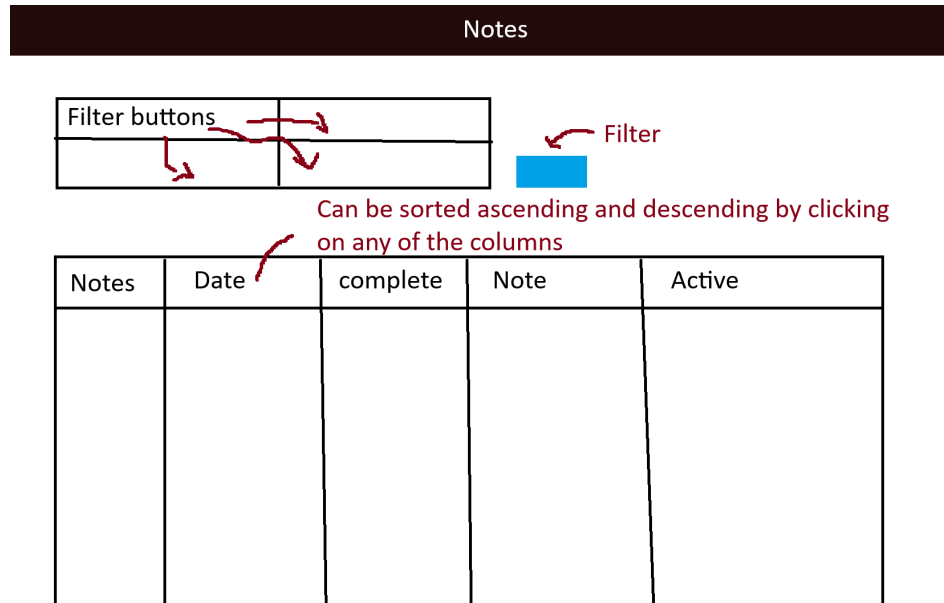 Notes
Filter buttons
Filter
Can be sorted ascending and descending by clicking
on any of the columns
Notes Date complete Note Active